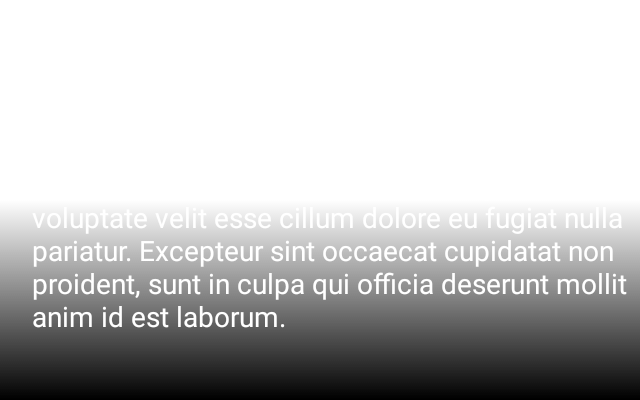 voluptate velit esse cillum dolore eu fugiat nulla
pariatur. Excepteur sint occaecat cupidatat non
proident, sunt in culpa qui officia deserunt mollit
anim id est laborum.